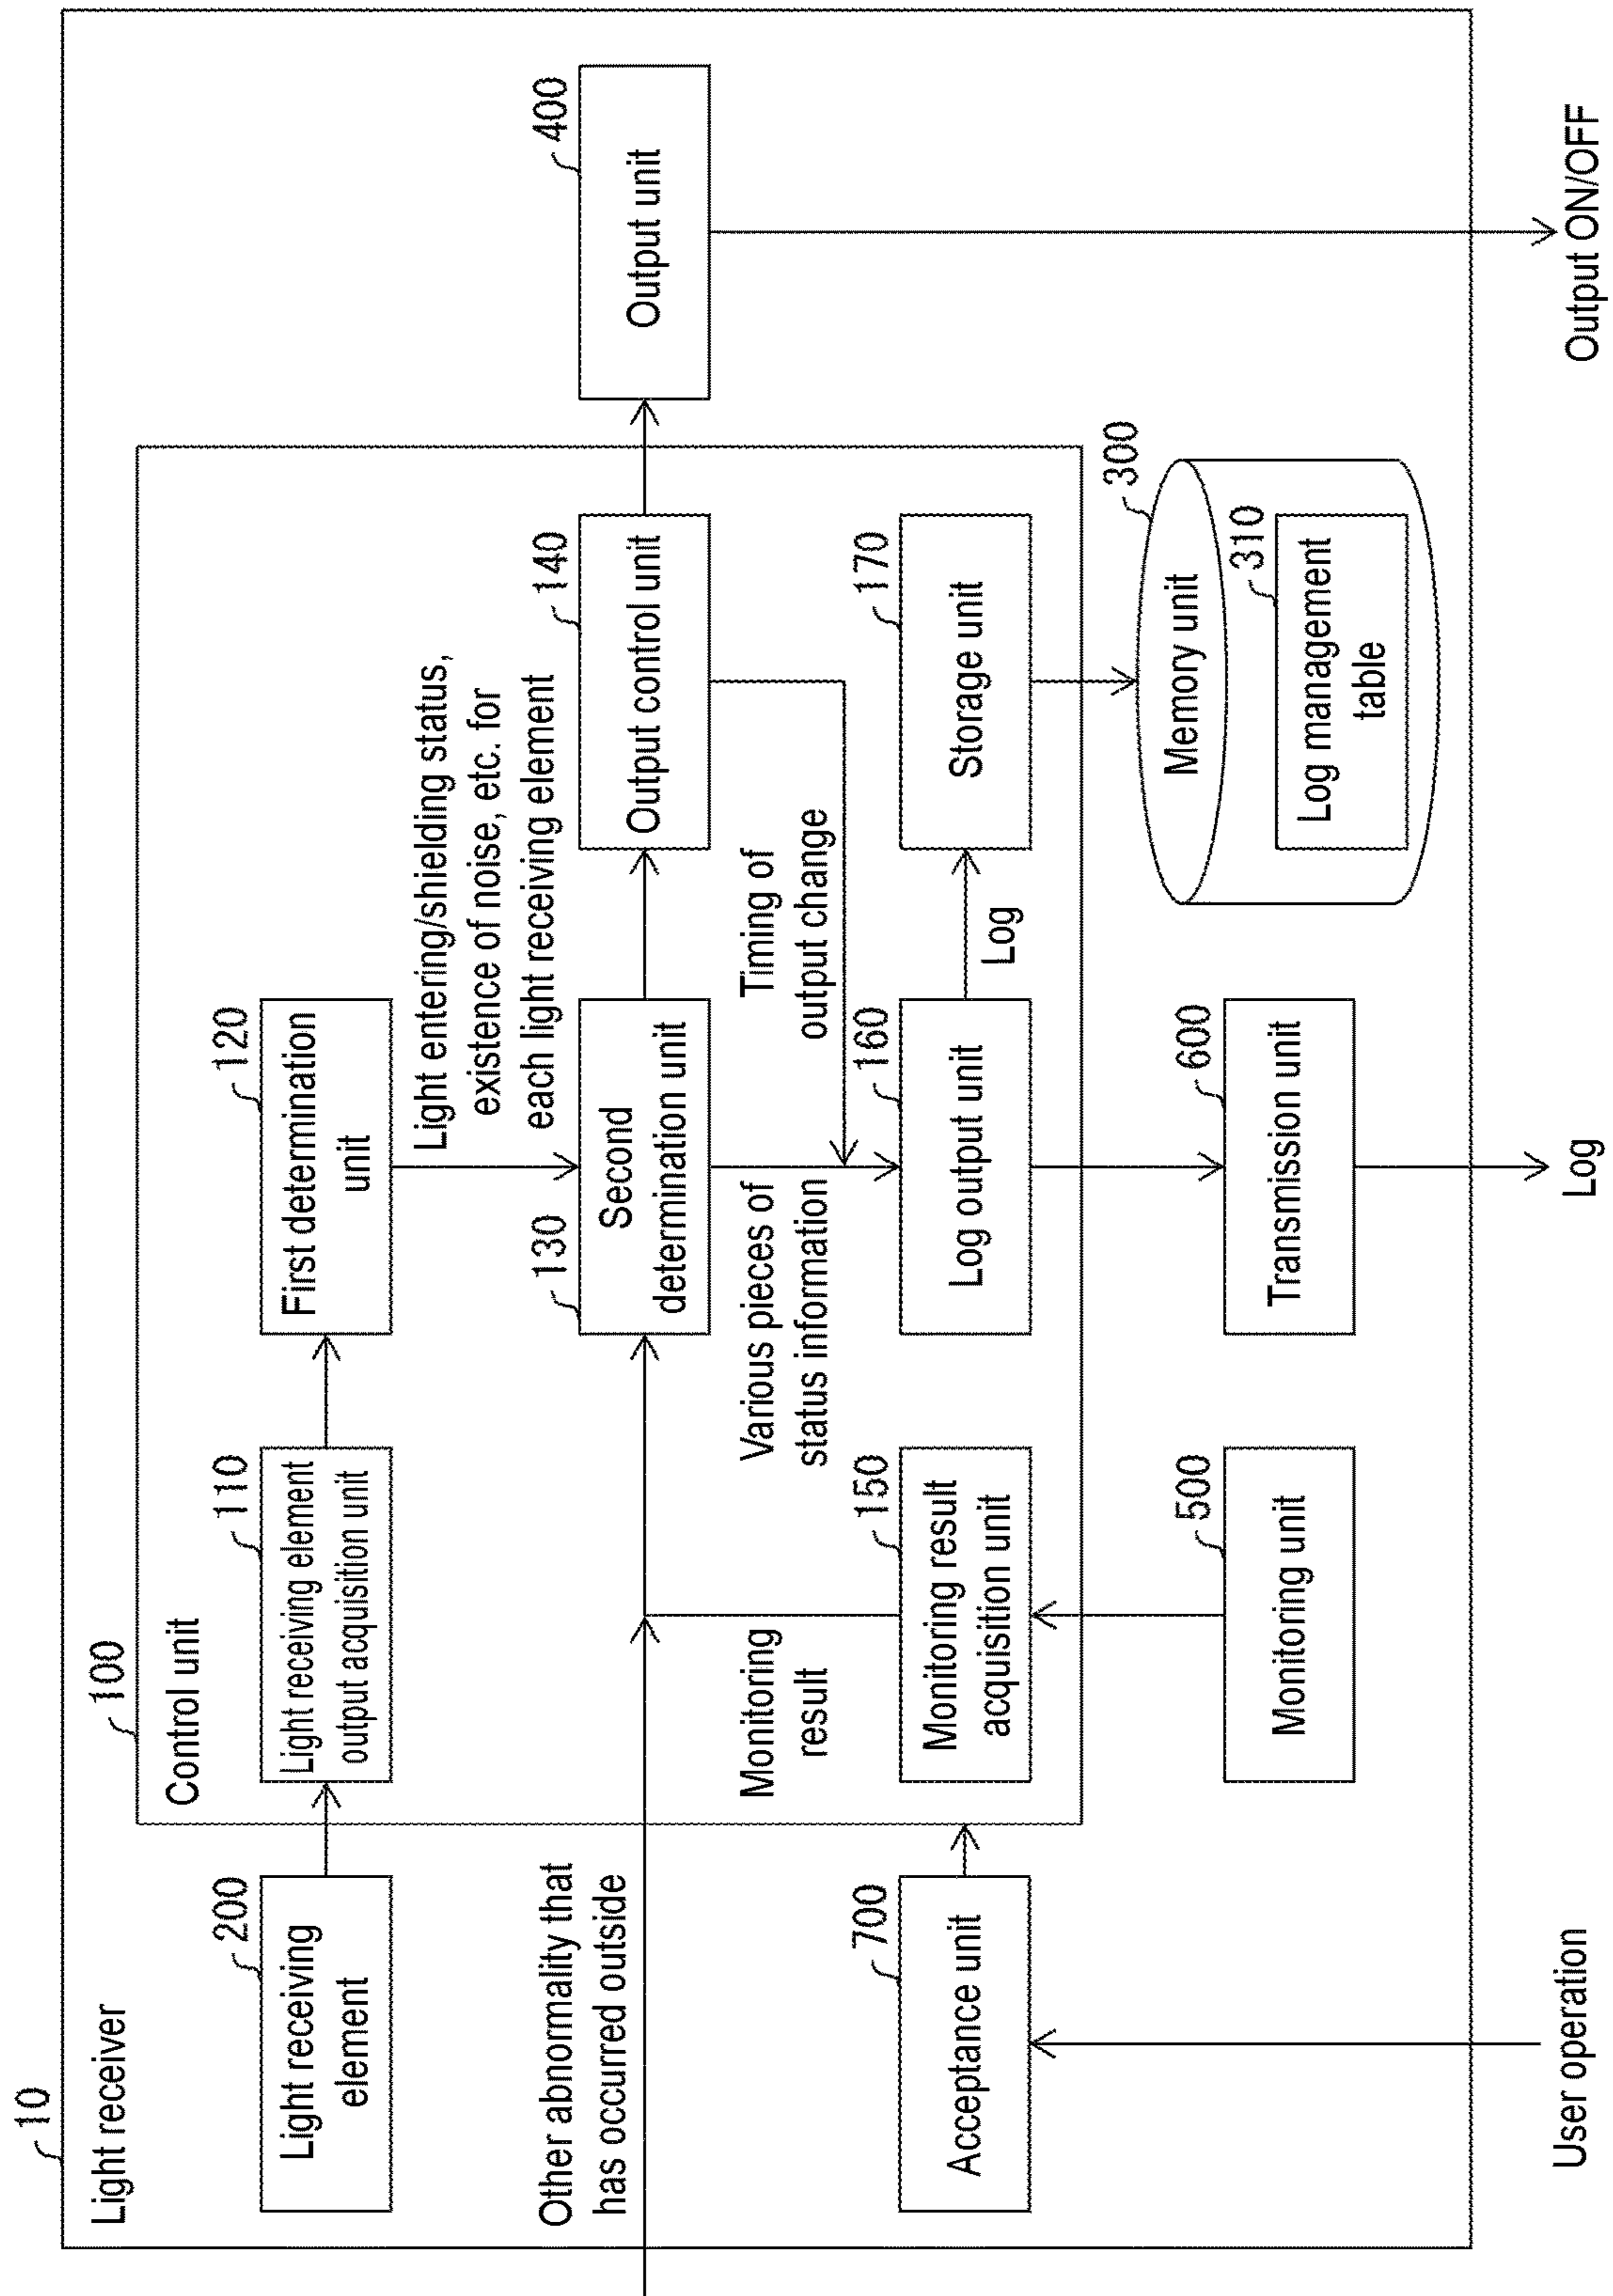 10
Light receiver
100
Control unit
200
Light receiving
element
110
Light receiving element
output acquisition unit
120
First determination
unit
Light entering/shielding status,
existence of noise, etc. for
each light receiving element
Other abnormality that
has occurred outside
130
Second
determination unit
140
Output control unit
400
Output unit
Monitoring
result
Various pieces of
status information
Timing of
output change
700
Acceptance unit
150
Monitoring result
acquisition unit
160
Log output unit
Log
170
Storage unit
500
Monitoring unit
600
Transmission unit
300
Memory unit
310
Log management
table
User operation
Log
Output ON/OFF